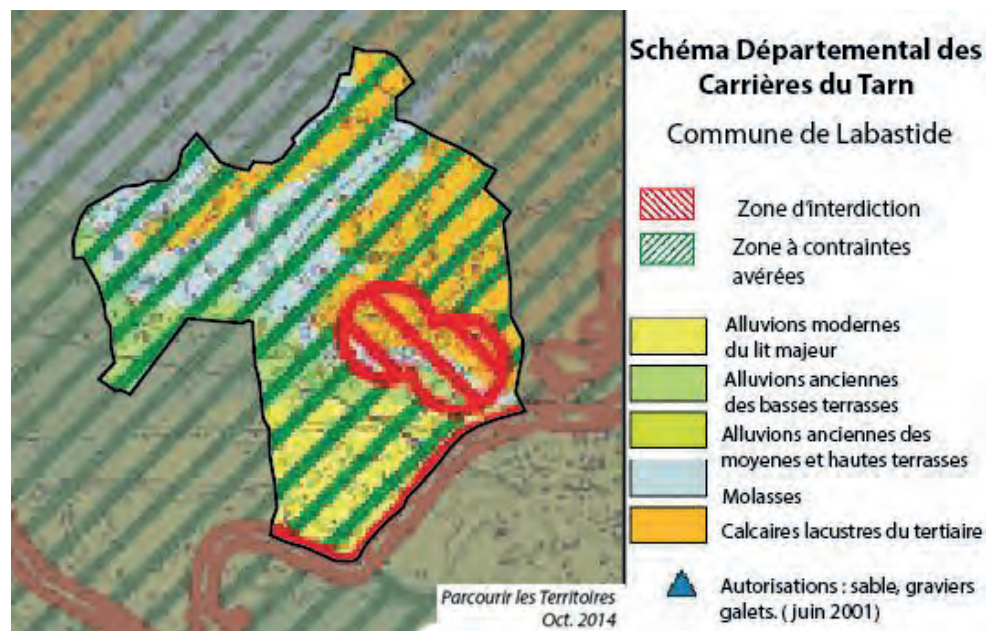 Schéma Départemental des
Carrières du Tarn
Commune de Labastide
Zone d'interdiction
Zone à contraintes
avérées
Alluvions modernes
du lit majeur
Alluvions anciennes
des basses terrasses
Alluvions anciennes des
moyenes et hautes terrasses
Molasses
Calcaires lacustres du tertiaire
Autorisations : sable, graviers
galets. ( juin 2001)
Parcourir les Territoires
Oct. 2014